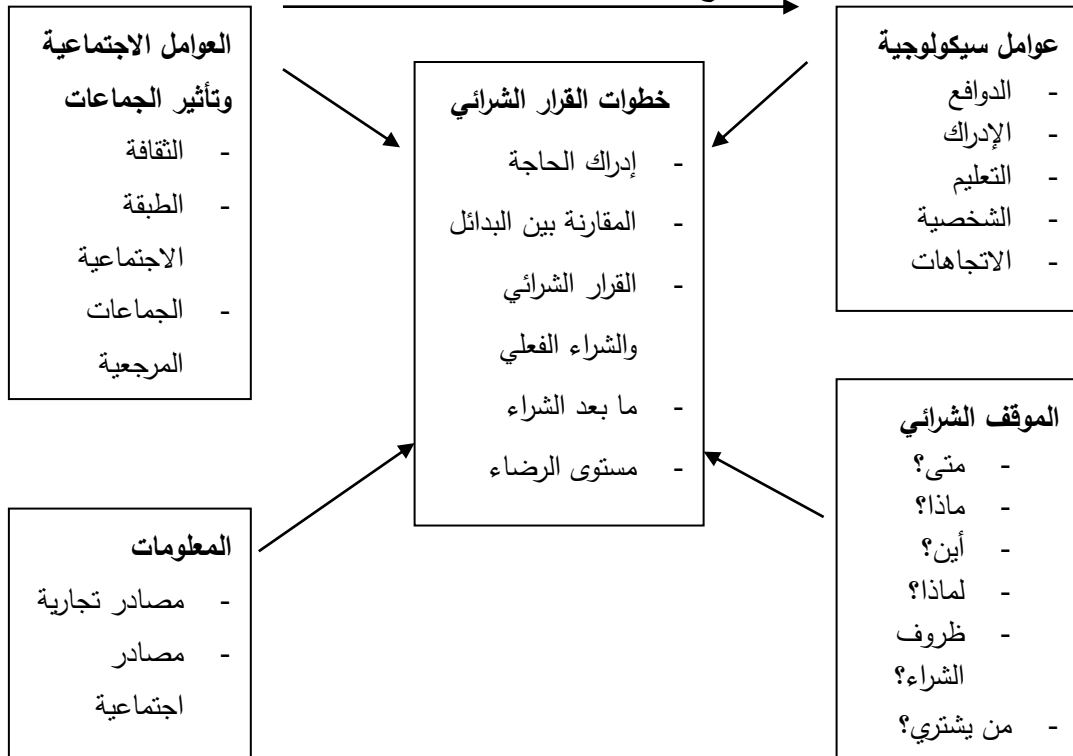 عوامل سيكولوجية
- الدوافع
- الإدراك
- التعليم
- الشخصية
- الاتجاهات
العوامل الاجتماعية
وتأثير الجماعات
- الثقافة
- الطبقة
الاجتماعية
- الجماعات
المرجعية
خطوات القرار الشرائي
- إدراك الحاجة
- المقارنة بين البدائل
- القرار الشرائي
والشراء الفعلي
- ما بعد الشراء
- مستوى الرضاء
الموقف الشرائي
- متى؟
- ماذا؟
- أين؟
- لماذا؟
- ظروف
الشراء؟
- من يشتري؟
المعلومات
- مصادر تجارية
- مصادر
اجتماعية